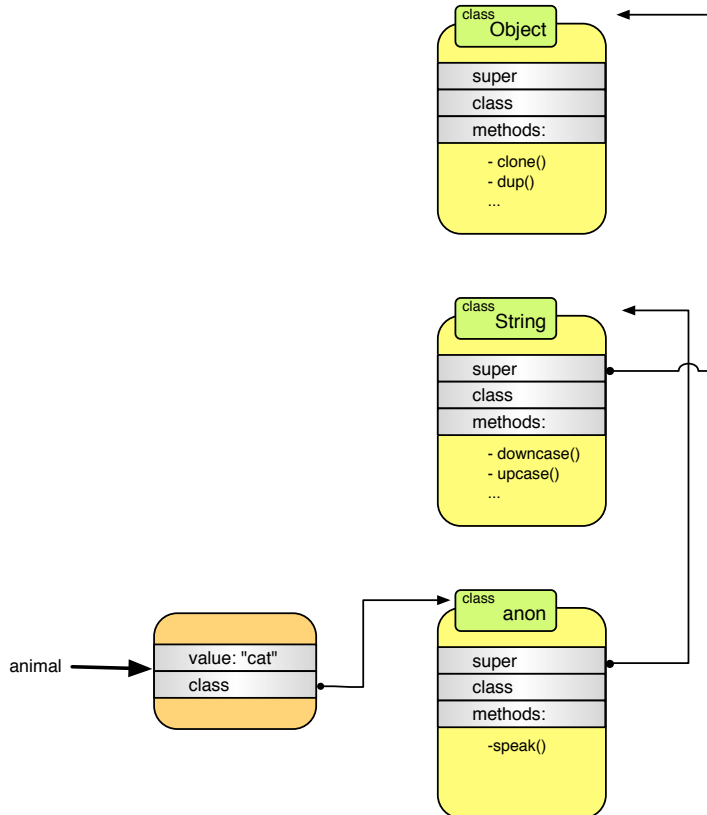 class
Object
super
class
methods:
- clone()
- dup()
...
class
String
super
class
methods:
- downcase()
- upcase()
...
animal
value: "cat"
class
class
anon
super
class
methods:
-speak()